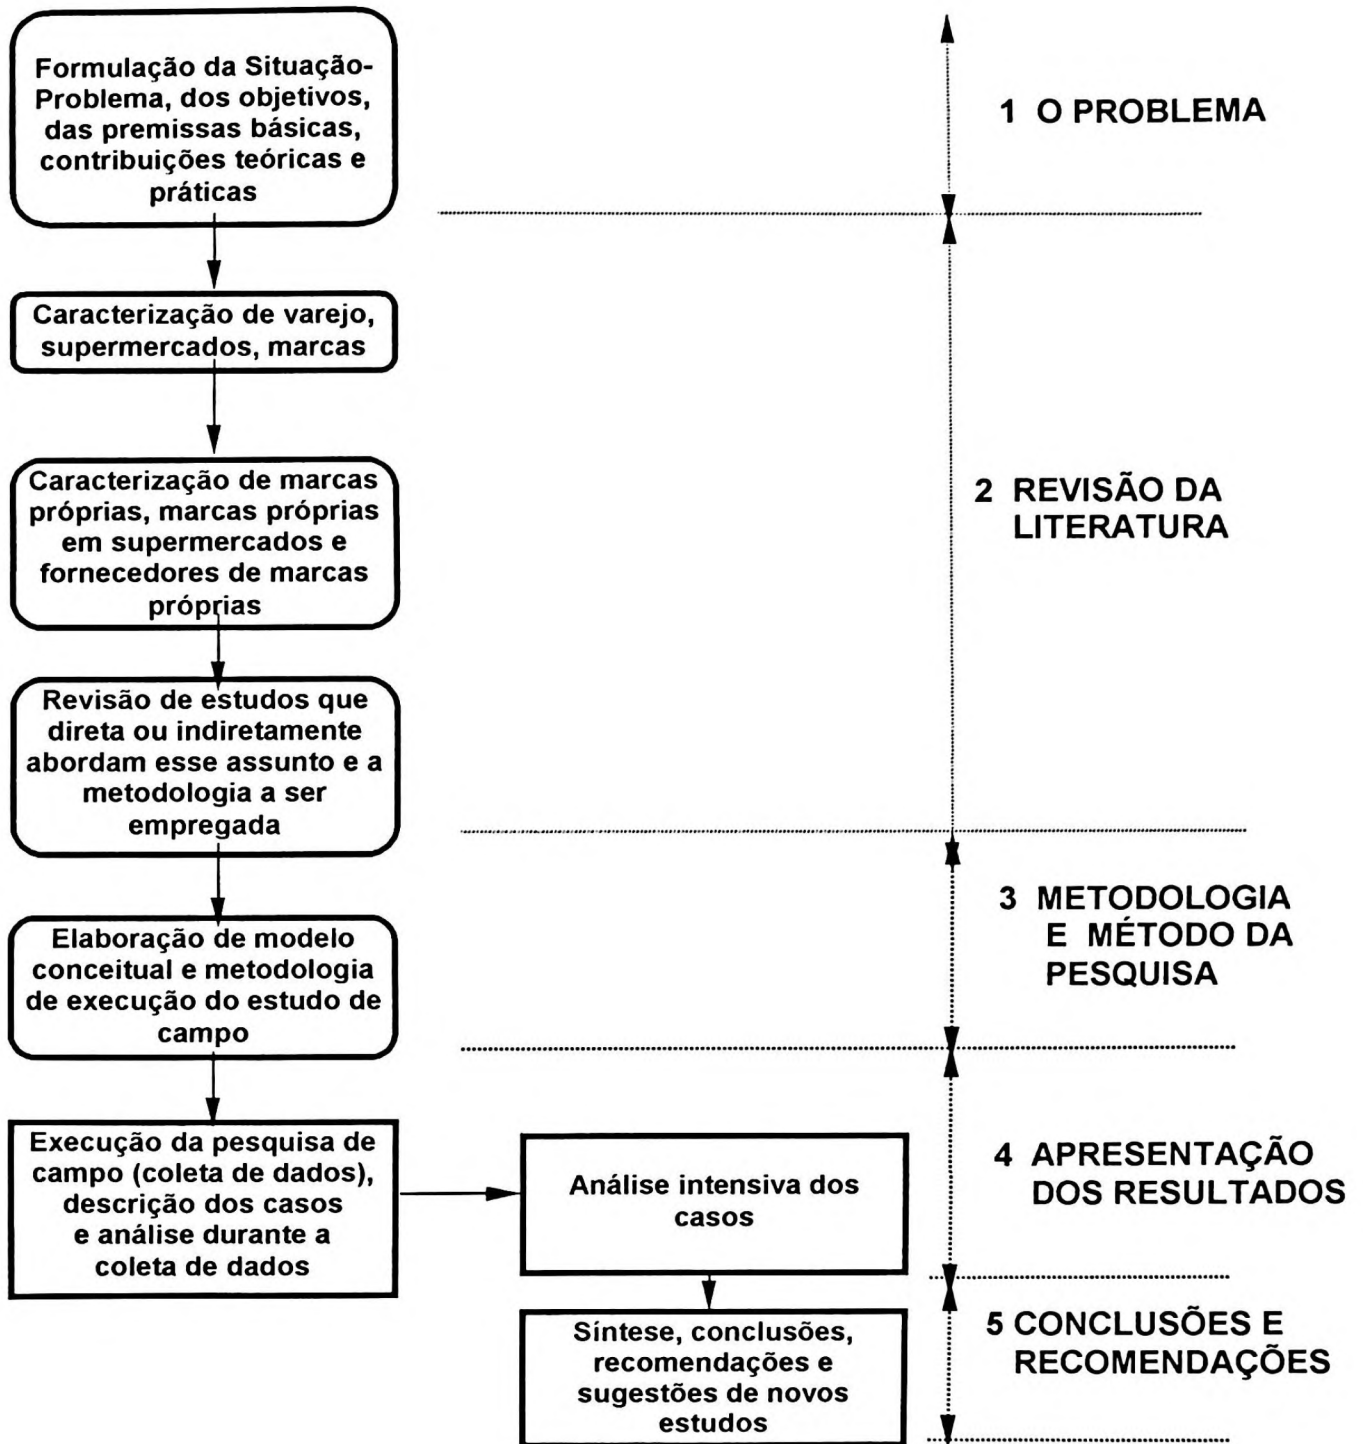 Formulação da Situação-
Problema, dos objetivos,
das premissas básicas,
contribuições teóricas e
práticas
1 O PROBLEMA
Caracterização de varejo,
supermercados, marcas
Caracterização de marcas
próprias, marcas próprias
em supermercados e
fornecedores de marcas
próprias
2 REVISÃO DA
LITERATURA
Revisão de estudos que
direta ou indiretamente
abordam esse assunto e a
metodologia a ser
empregada
Elaboração de modelo
conceitual e metodologia
de execução do estudo de
campo
3 METODOLOGIA
E MÉTODO DA
PESQUISA
Execução da pesquisa de
campo (coleta de dados),
descrição dos casos
e análise durante a
coleta de dados
Análise intensiva dos
casos
4 APRESENTAÇÃO
DOS RESULTADOS
Síntese, conclusões,
recomendações e
sugestões de novos
estudos
5 CONCLUSÕES E
RECOMENDAÇÕES